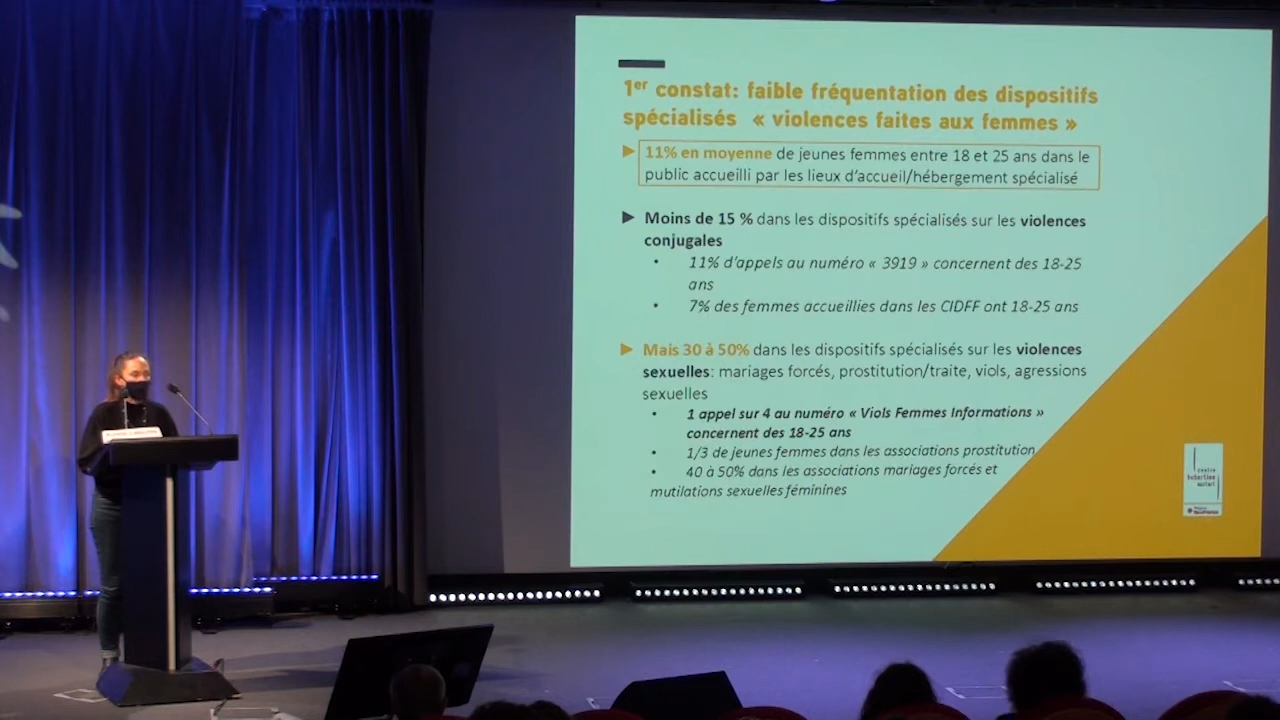 1er constat: faible fréquentation des dispositifs
spécialisés « violences faites aux femmes »
11% en moyenne de jeunes femmes entre 18 et 25 ans dans le
public accueilli par les lieux d'accueil/hébergement spécialisé
Moins de 15 % dans les dispositifs spécialisés sur les violences
conjugales
• 11% d'appels au numéro « 3919 » concernent des 18-25
ans
• 7% des femmes accueillies dans les CIDFF ont 18-25 ans
Mais 30 à 50% dans les dispositifs spécialisés sur les violences
sexuelles: mariages forcés, prostitution/traite, viols, agressions
sexuelles
• 1 appel sur 4 au numéro « Viols Femmes Informations »
concernent des 18-25 ans
• 1/3 de jeunes femmes dans les associations prostitution
• 40 à 50% dans les associations mariages forcés et
mutilations sexuelles féminines
centre
hubertine
auclert